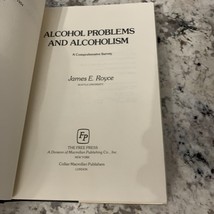 ALCOHOL PROBLEMS
AND ALCOHOLISM
A Comprehensive Survey
James E. Royce
FP
THE FREE PRESS
A Division of Macmillan Publishing Co., Inc.
NEW YORK
Collier Macmillan Publishers
LONDON